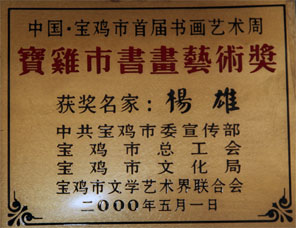 中国·宝鸡市首届书画艺术周
寶雞市書畫藝術獎
获奖名家：楊雄
中共宝鸡市委宣传部
宝鸡市总工会
宝鸡市文化局
宝鸡市文学艺术界联合会
二〇〇〇年五月一日